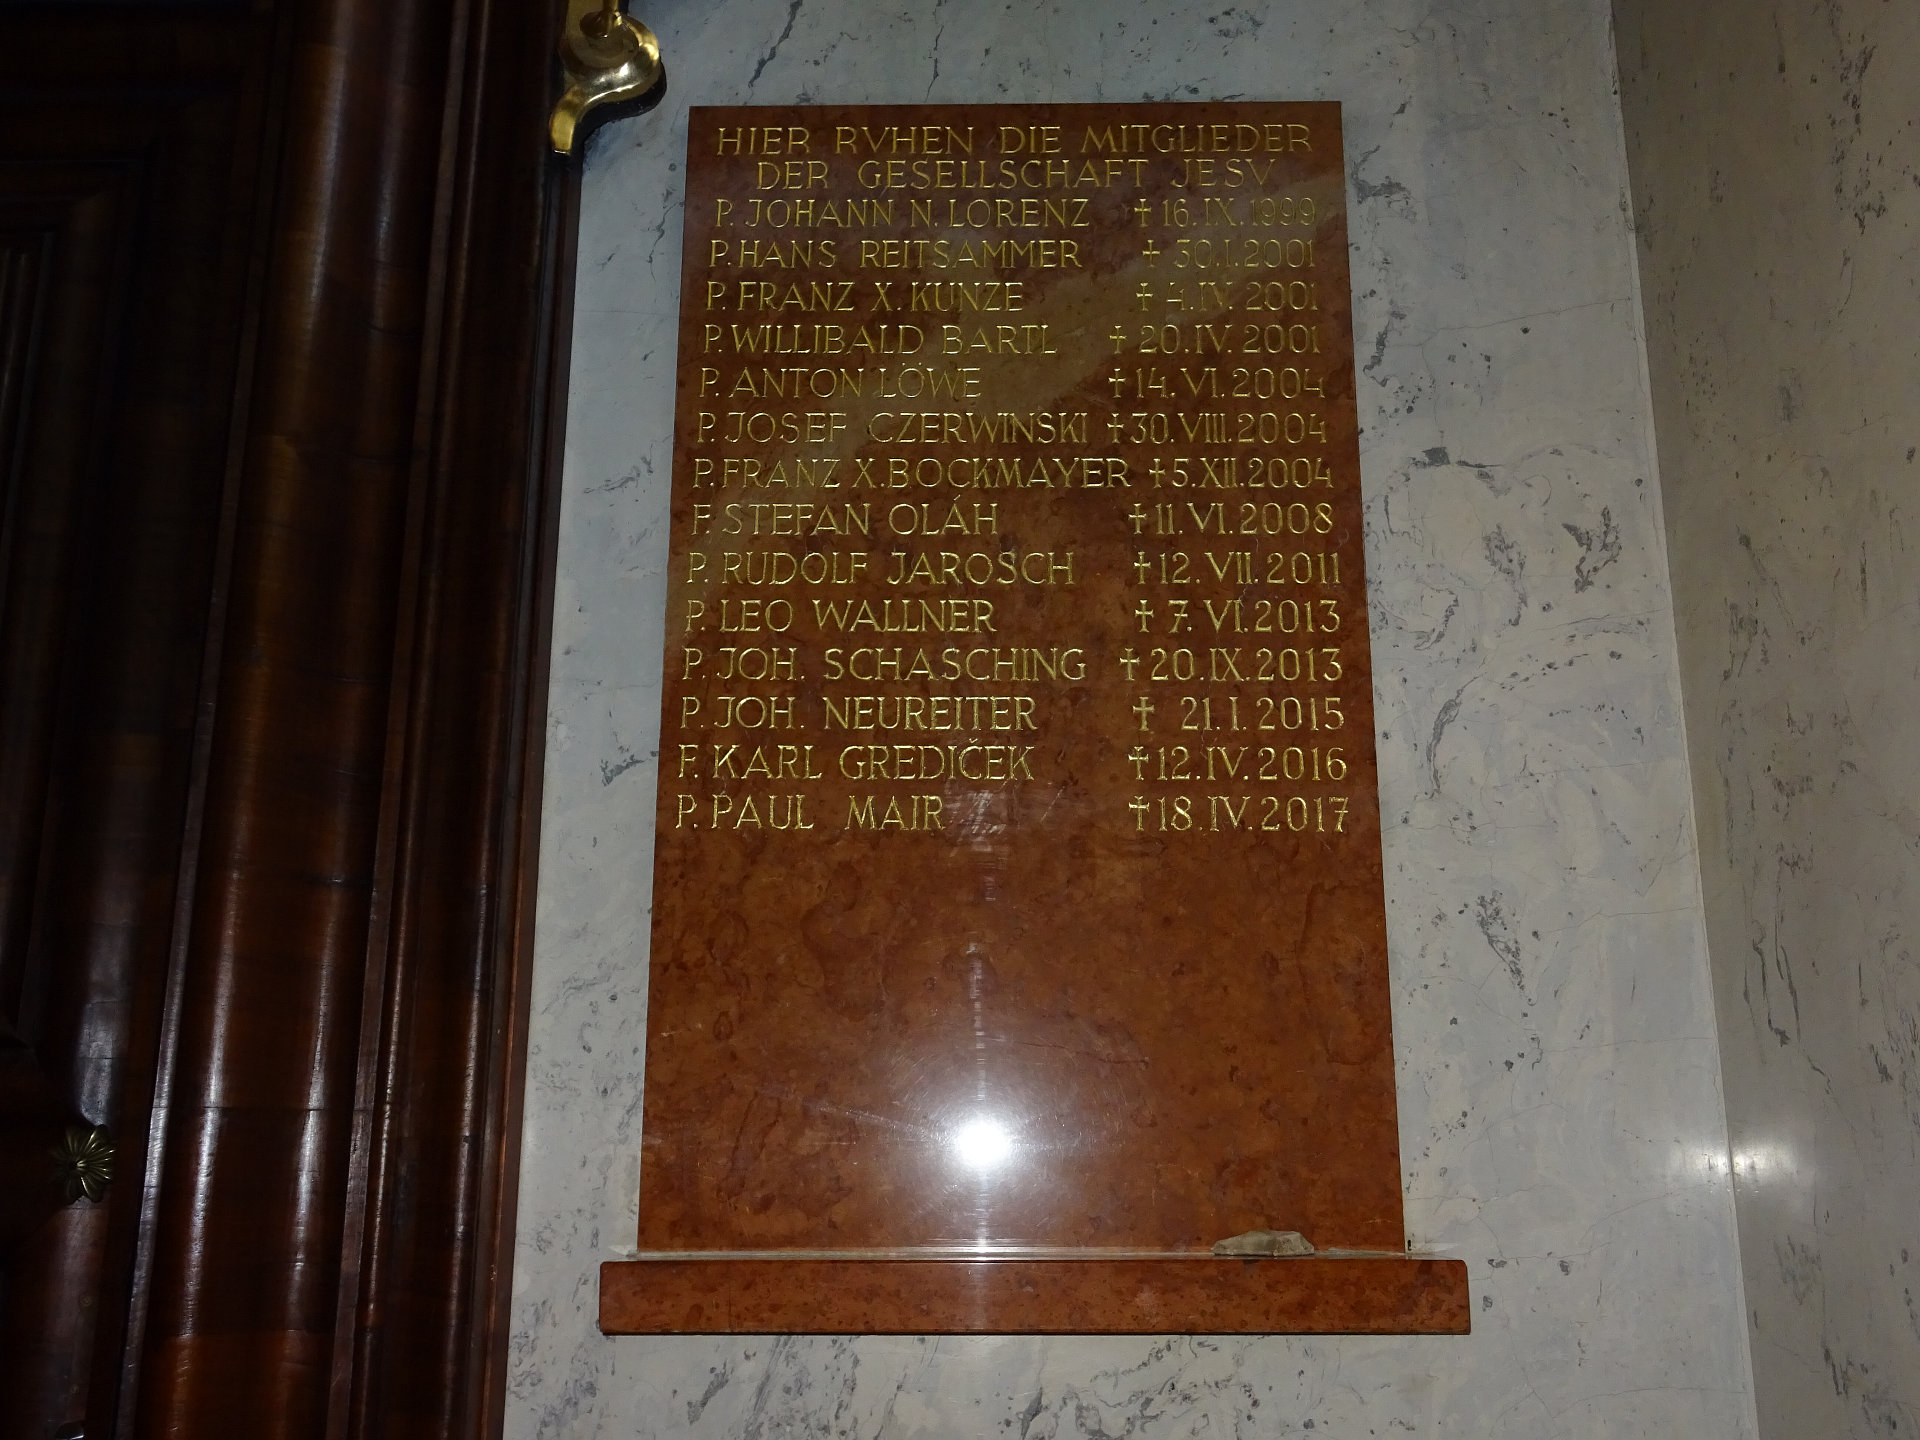 HIER RVHEN DIE MITGLIEDER
DER GESELLSCHAFT JESV
P. JOHANN N. LORENZ ✝ 16. IX. 1999
P. HANS REITSAMMER ✝ 30. I. 2001
P. FRANZ X. KUNZE ✝ 4. IV. 2001
P. WILLIBALD BARTL ✝ 20. IV. 2001
P. ANTON LÖWE ✝ 14. VI. 2004
P. JOSEF CZERWINSKI ✝ 30. VIII. 2004
P. FRANZ X. BOCKMAYER ✝ 5. XII. 2004
F. STEFAN OLÁH ✝ 11. VI. 2008
P. RUDOLF JAROSCH ✝ 12. VII. 2011
P. LEO WALLNER ✝ 7. VI. 2013
P. JOH. SCHASCHING ✝ 20. IX. 2013
P. JOH. NEUREITER ✝ 21. I. 2015
F. KARL GREDIČEK ✝ 12. IV. 2016
P. PAUL MAIR ✝ 18. IV. 2017